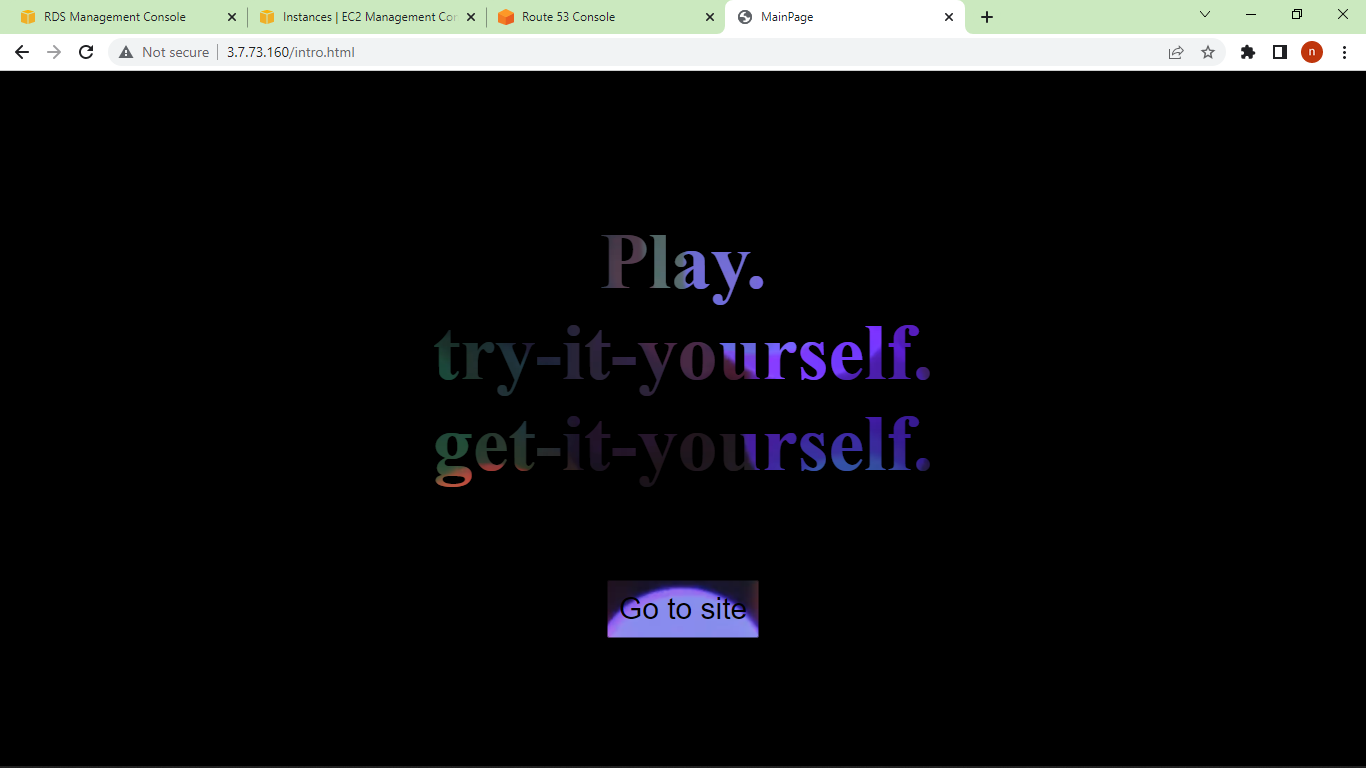 RDS Management Console
Instances | EC2 Management Cor
Route 53 Console
MainPage
Not secure
3.7.73.160/intro.html
n
Play.
try-it-yourself.
get-it-yourself.
Go to site